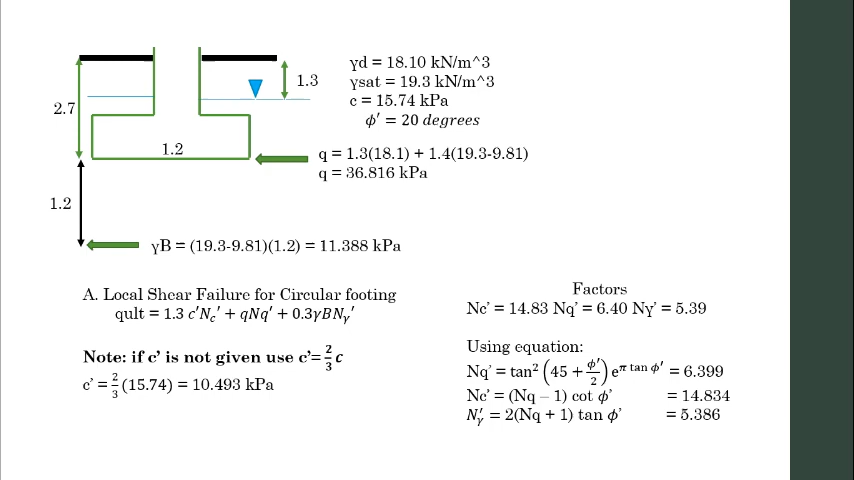 γd = 18.10 kN/m^3
1.3
γsat = 19.3 kN/m^3
c = 15.74 kPa
2.7
ϕ′ = 20 degrees
1.2
q = 1.3(18.1) + 1.4(19.3-9.81)
q = 36.816 kPa
1.2
γB = (19.3-9.81)(1.2) = 11.388 kPa
A. Local Shear Failure for Circular footing
qult = 1.3 c′Nc′ + qNq′ + 0.3γBNγ′
Note: if c’ is not given use c’=2/3 c
c’ = 2/3 (15.74) = 10.493 kPa
Factors
Nc’ = 14.83 Nq’ = 6.40 Nγ’ = 5.39
Using equation:
Nq’ = tan² (45 + ϕ′/2) e^π tan ϕ′ = 6.399
Nc’ = (Nq – 1) cot ϕ’ = 14.834
Nγ′ = 2(Nq + 1) tan ϕ’ = 5.386